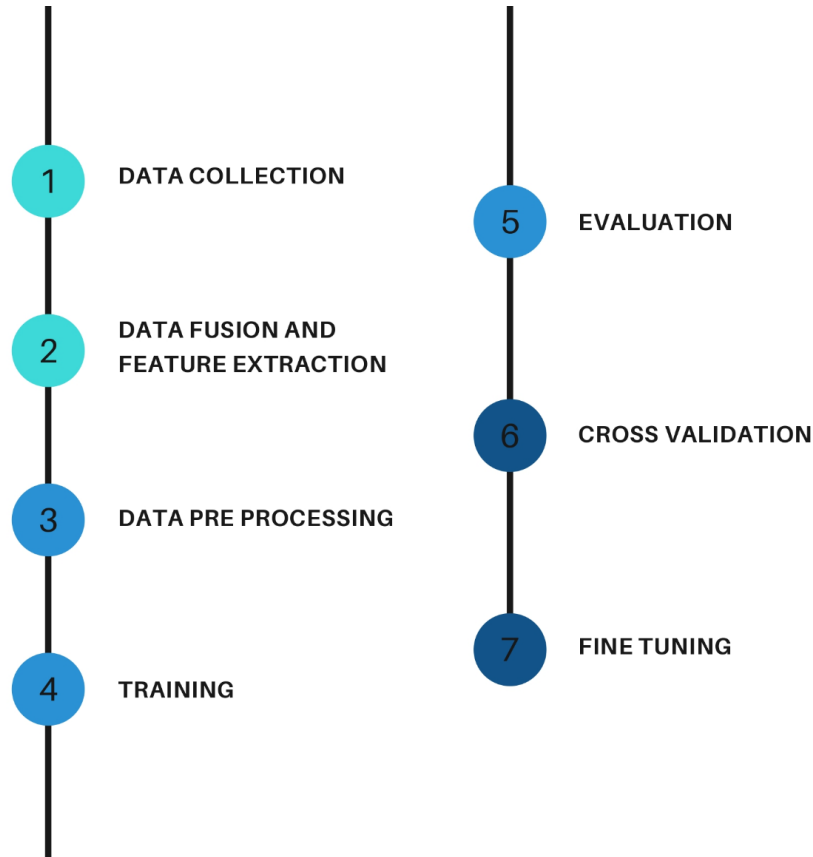 1
DATA COLLECTION
2
DATA FUSION AND
FEATURE EXTRACTION
3
DATA PRE PROCESSING
4
TRAINING
5
EVALUATION
6
CROSS VALIDATION
7
FINE TUNING